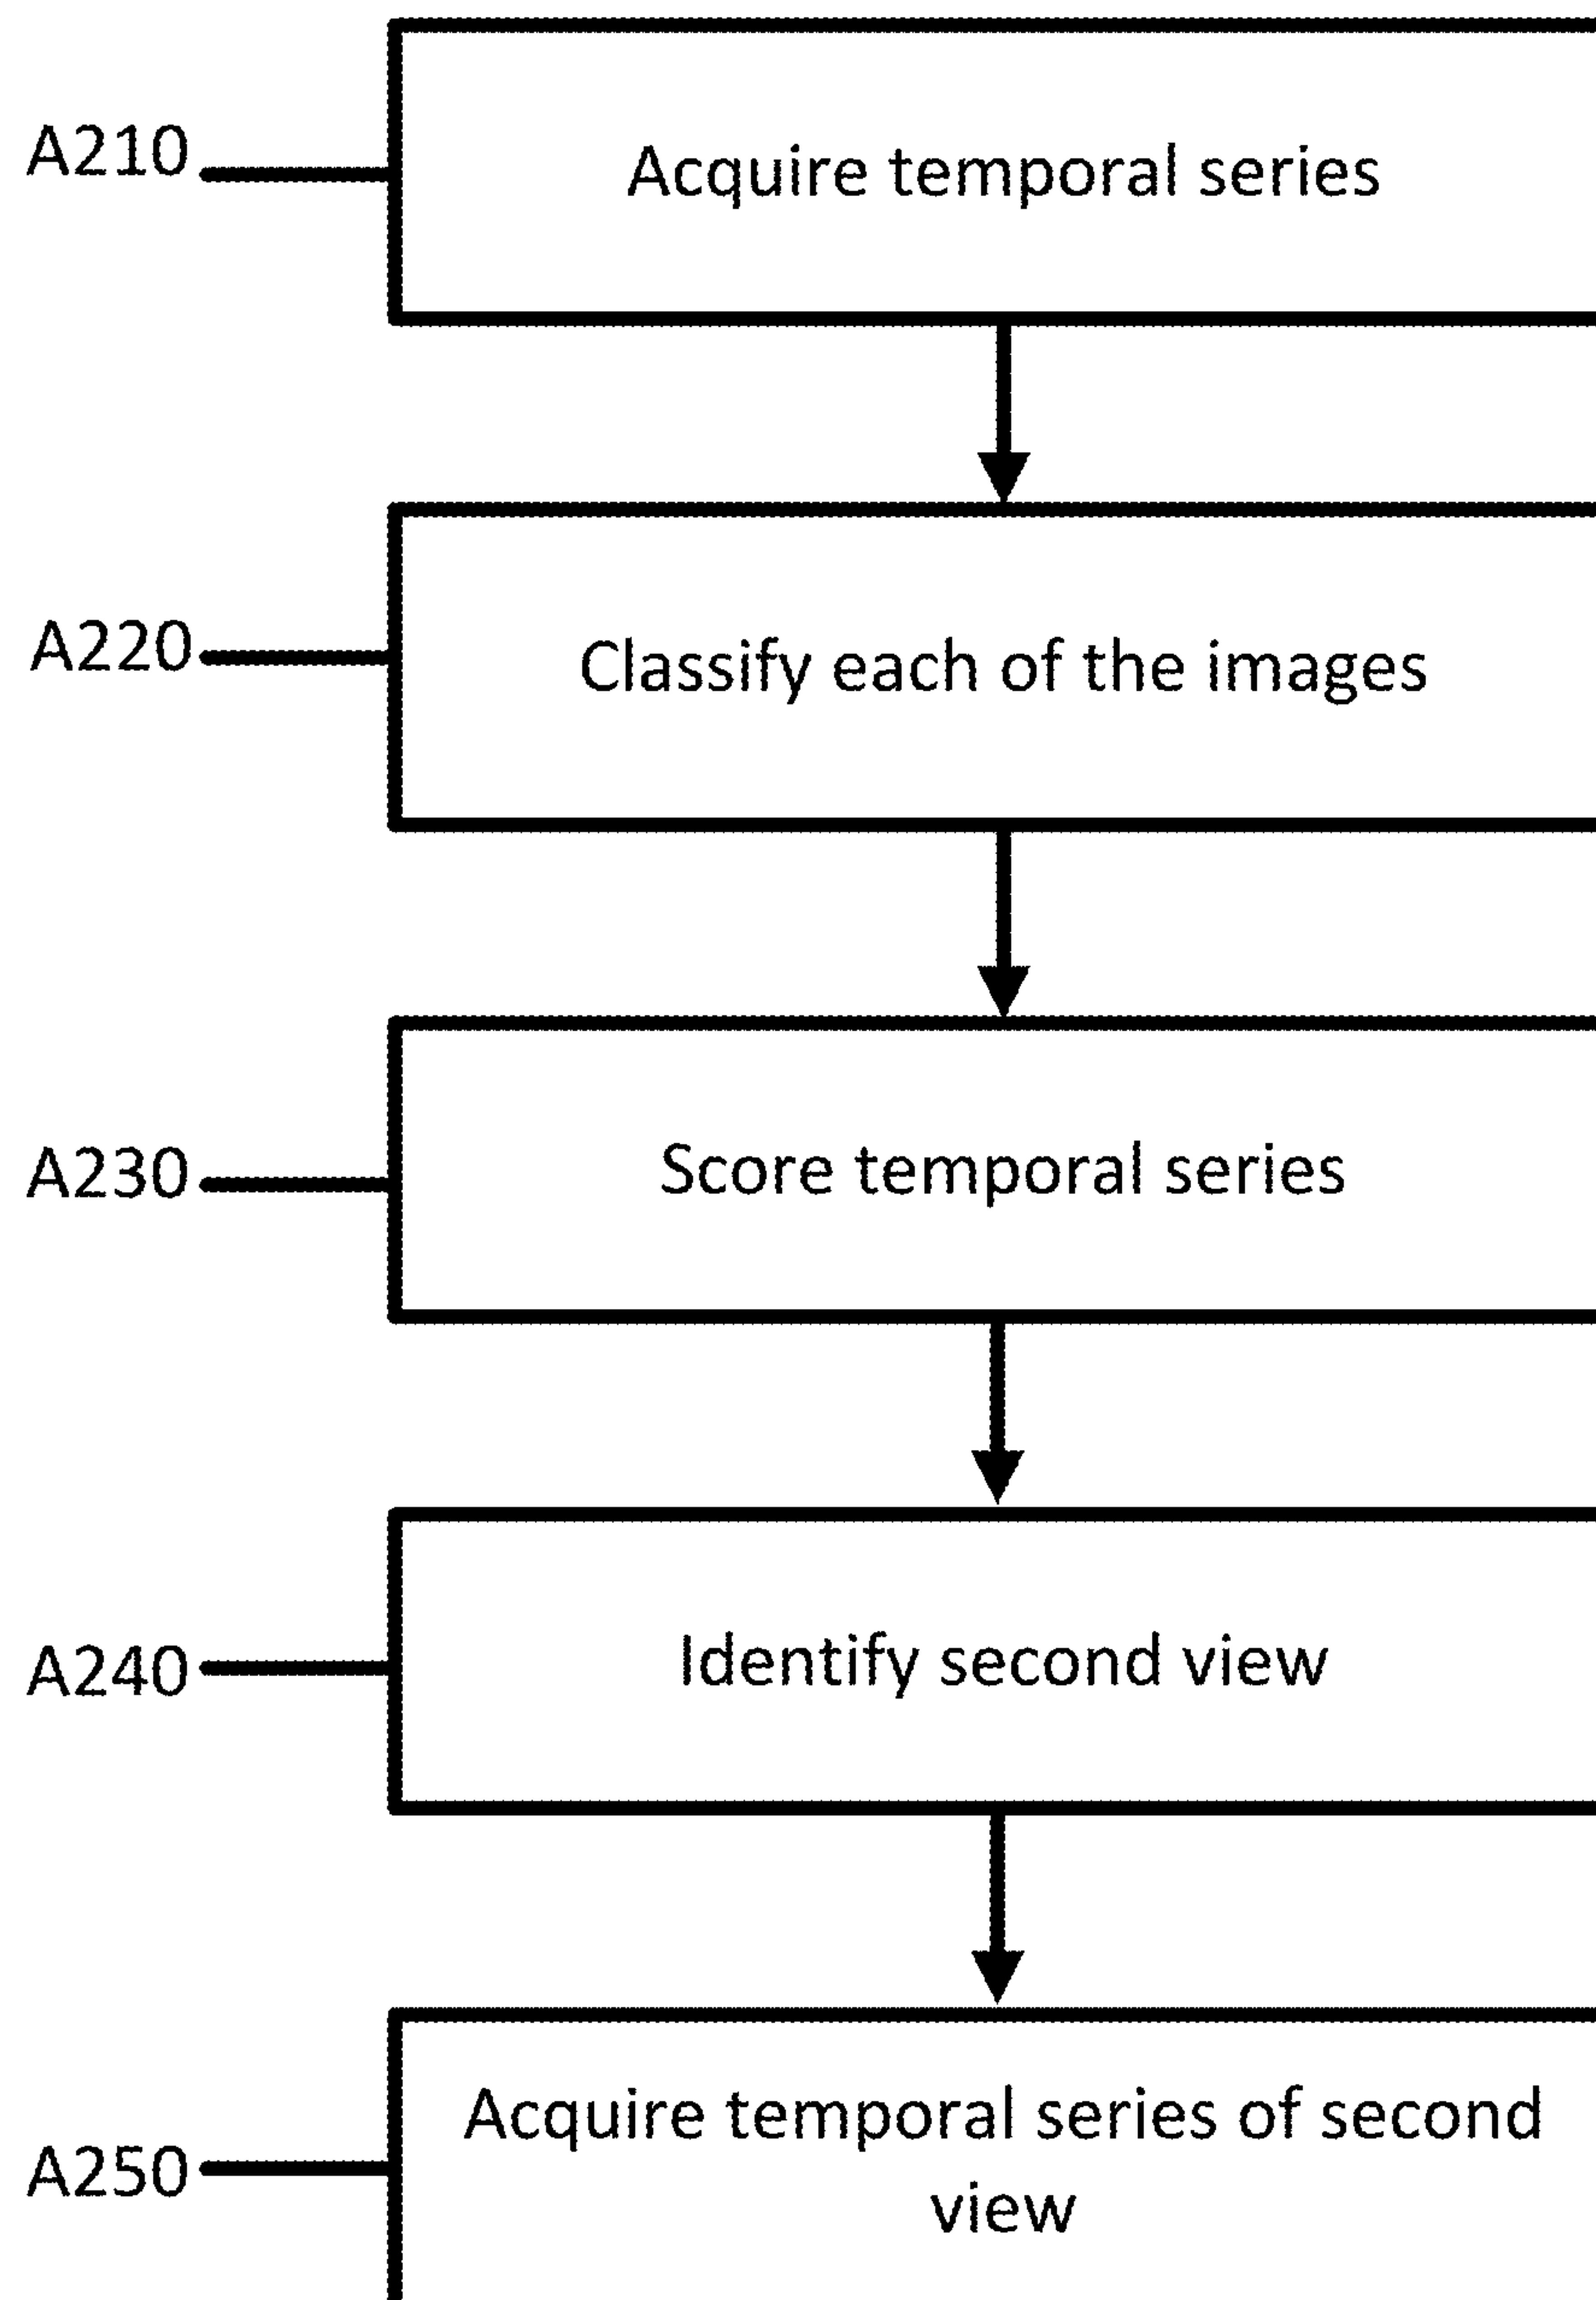 A210
Acquire temporal series
A220
Classify each of the images
A230
Score temporal series
A240
Identify second view
A250
Acquire temporal series of second
view